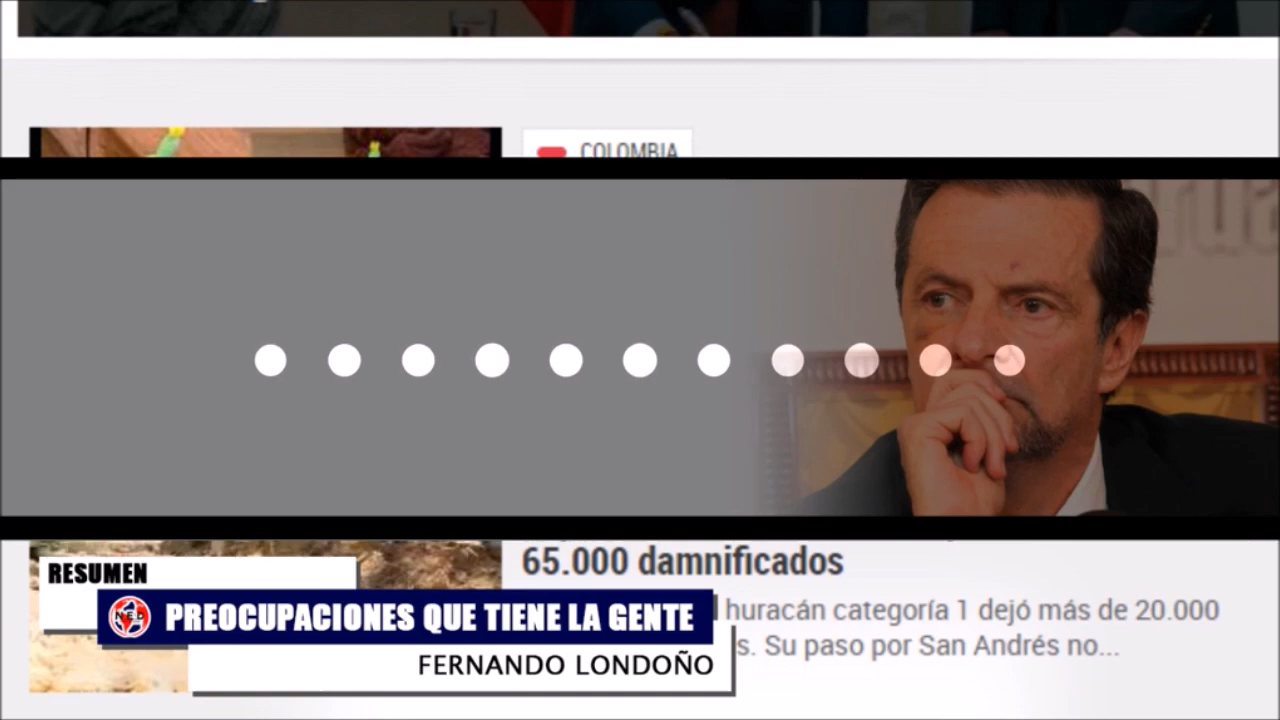 COLOMBIA
65.000 damnificados
huracán categoría 1 dejó más de 20.000
s. Su paso por San Andrés no...
RESUMEN
PREOCUPACIONES QUE TIENE LA GENTE
FERNANDO LONDOÑO